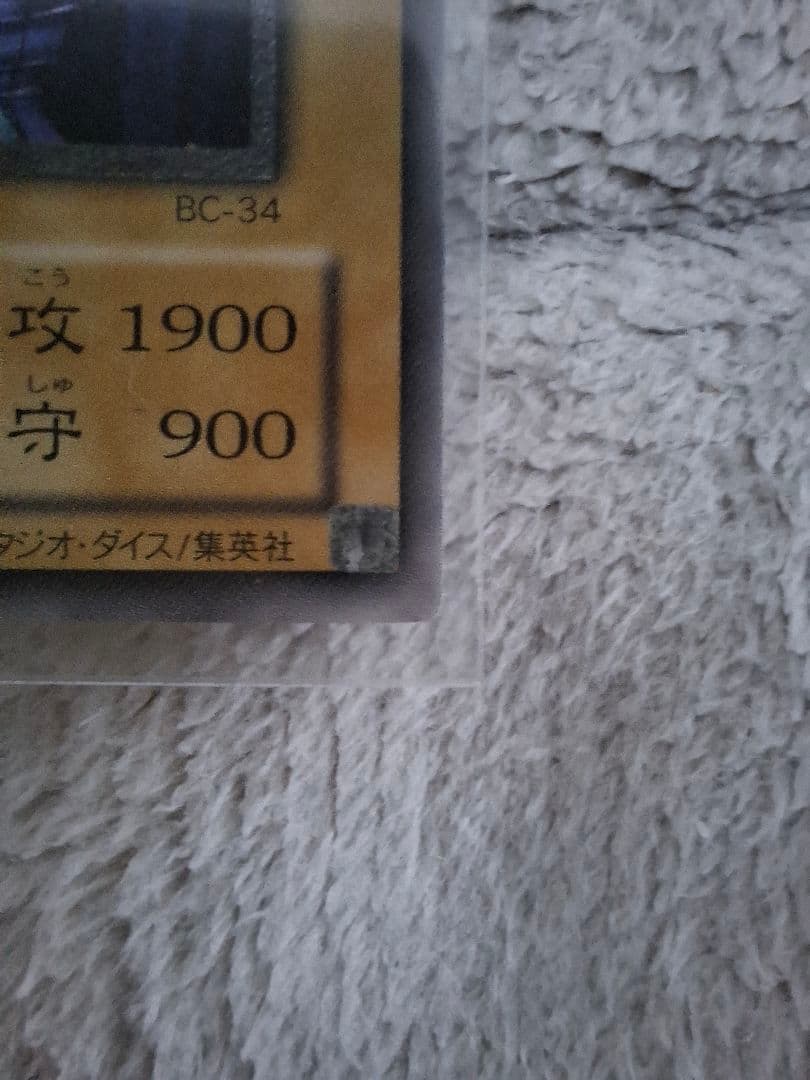 BC-34
こう
攻 1900
しゅ
守 900
タジオ・ダイス/集英社